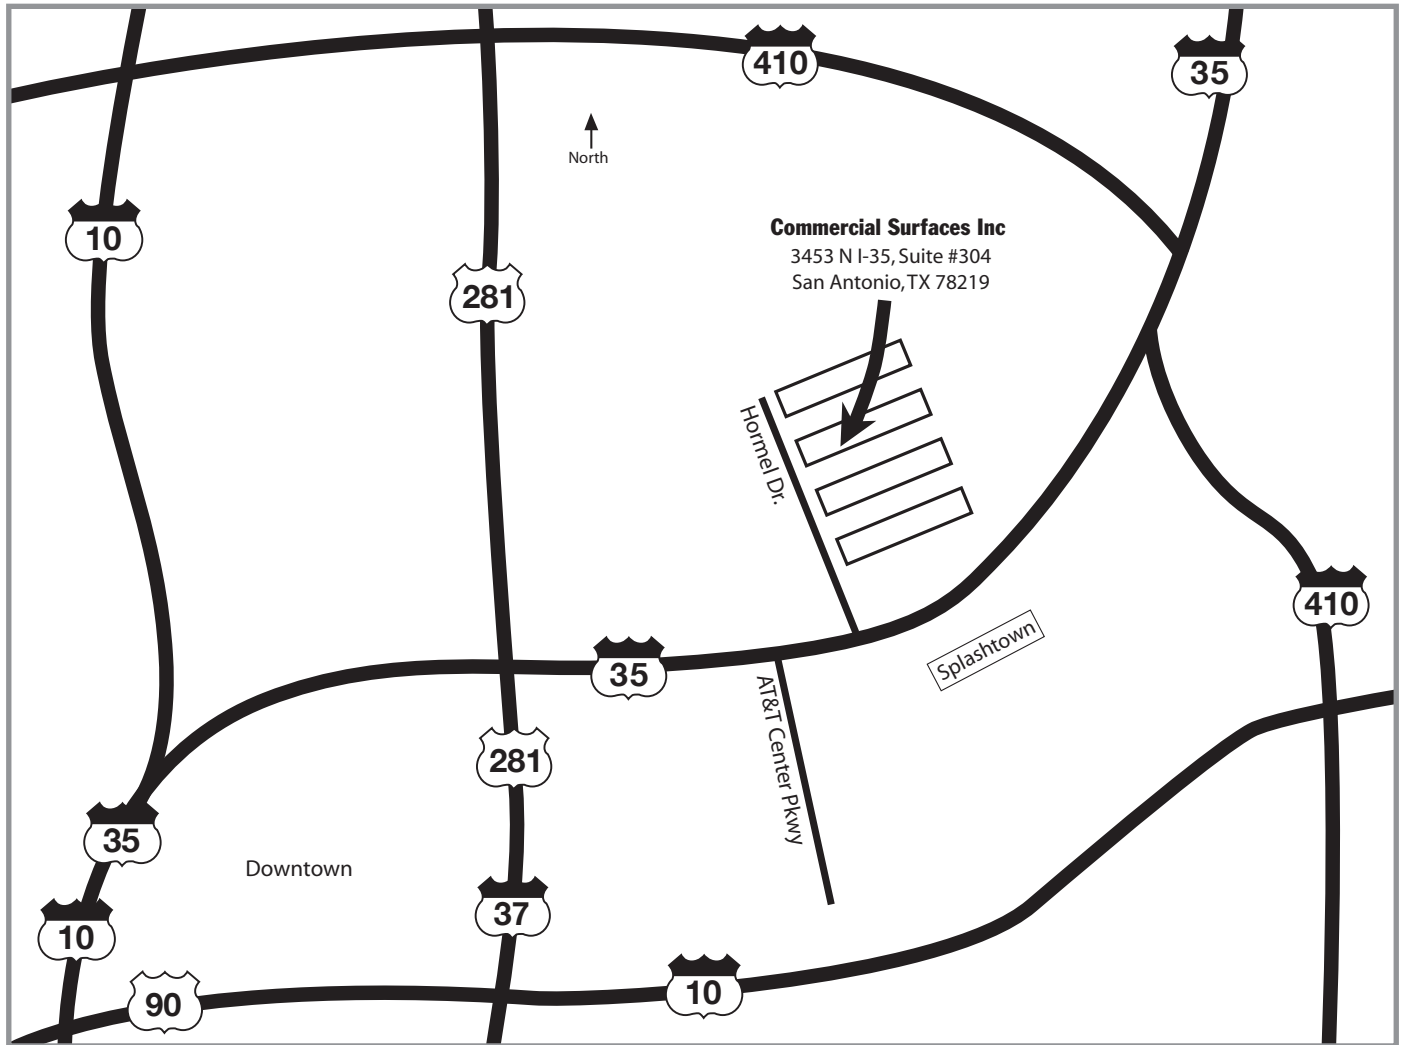 410
35
North
10
Commercial Surfaces Inc
3453 N I-35, Suite #304
San Antonio, TX 78219
281
Hormel Dr.
410
Splashtown
35
AT&T Center Pkwy
281
35
Downtown
37
10
10
90